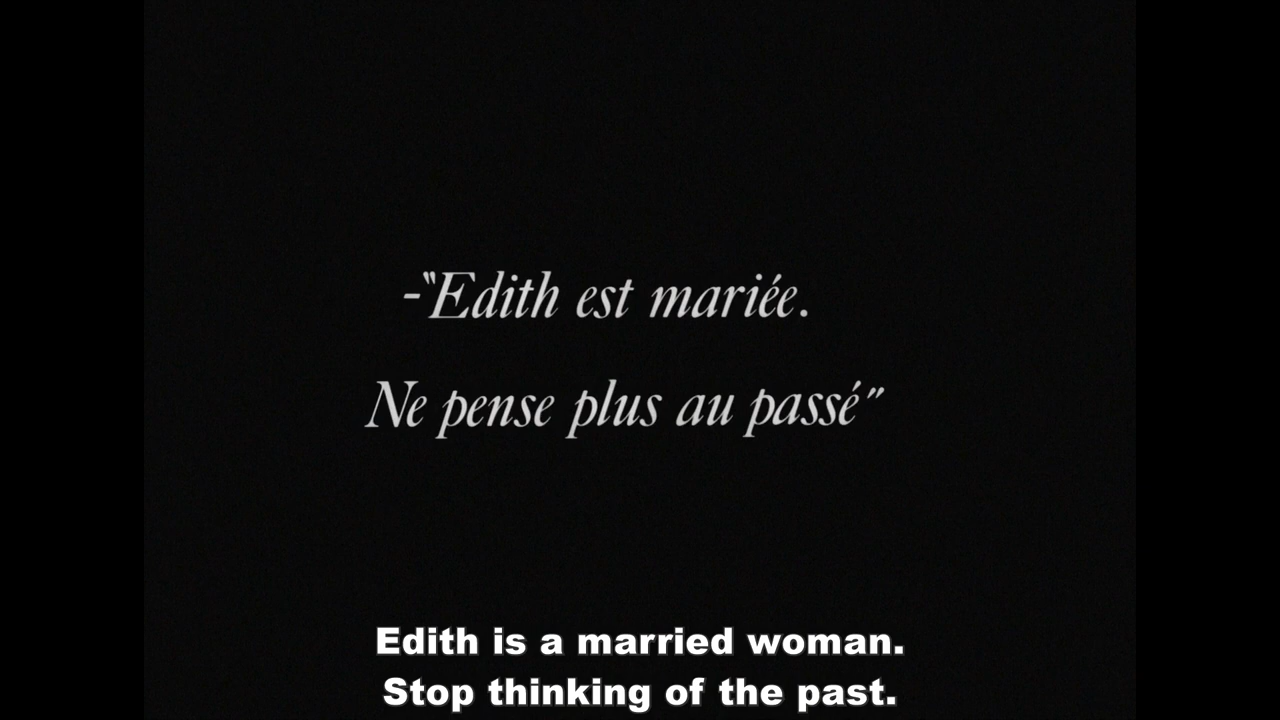 -"Edith est mariée.
Ne pense plus au passé"
Edith is a married woman.
Stop thinking of the past.